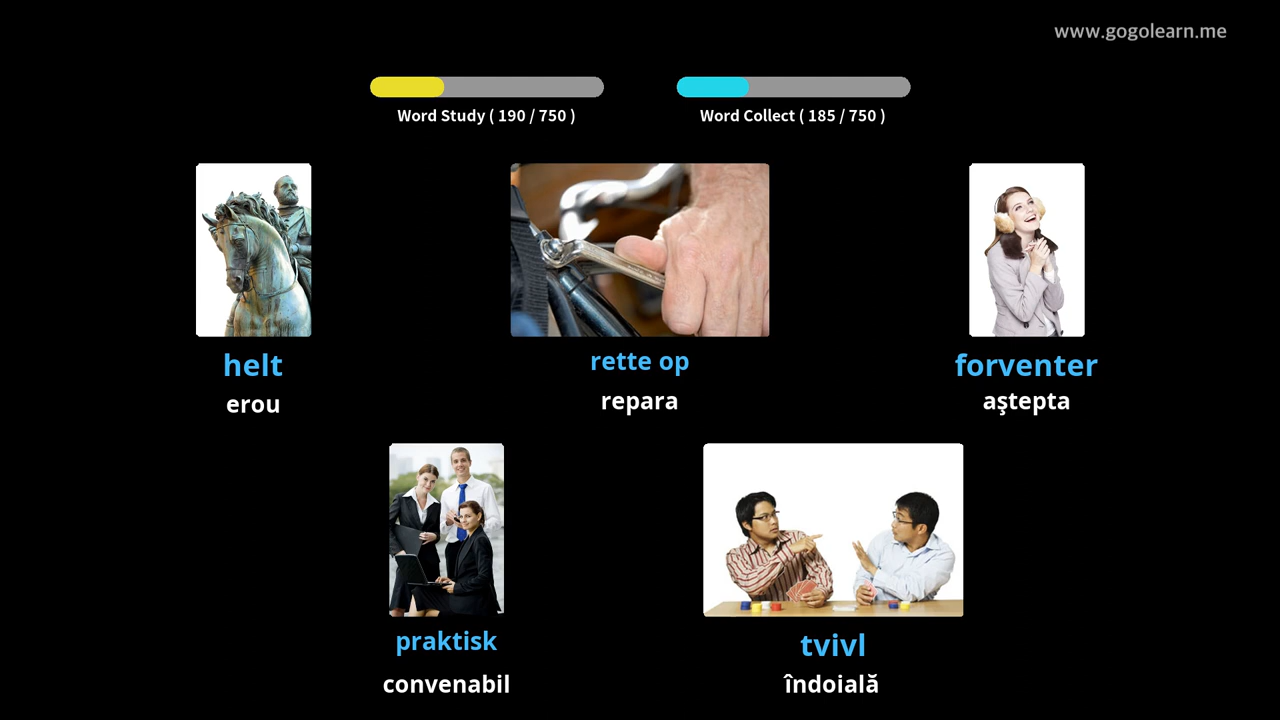 www.gogolearn.me
Word Study ( 190 / 750 )
Word Collect ( 185 / 750 )
helt
erou
rette op
repara
forventer
aştepta
praktisk
convenabil
tvivl
îndoială